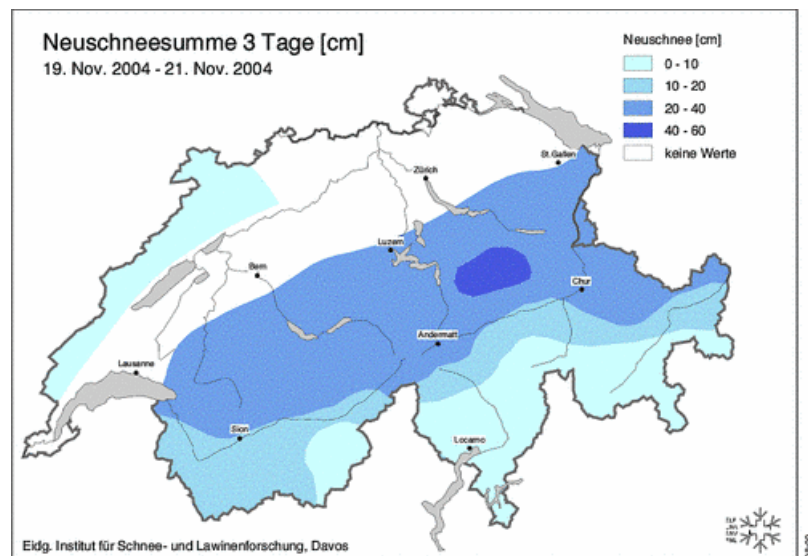 Neuschneesumme 3 Tage [cm]
19. Nov. 2004 - 21. Nov. 2004
Neuschnee [cm]
0 - 10
10 - 20
20 - 40
40 - 60
keine Werte
St.Gallen
Zürich
Luzern
Bern
Chur
Andermatt
Lausanne
Sion
Locarno
Eidg. Institut für Schnee- und Lawinenforschung, Davos